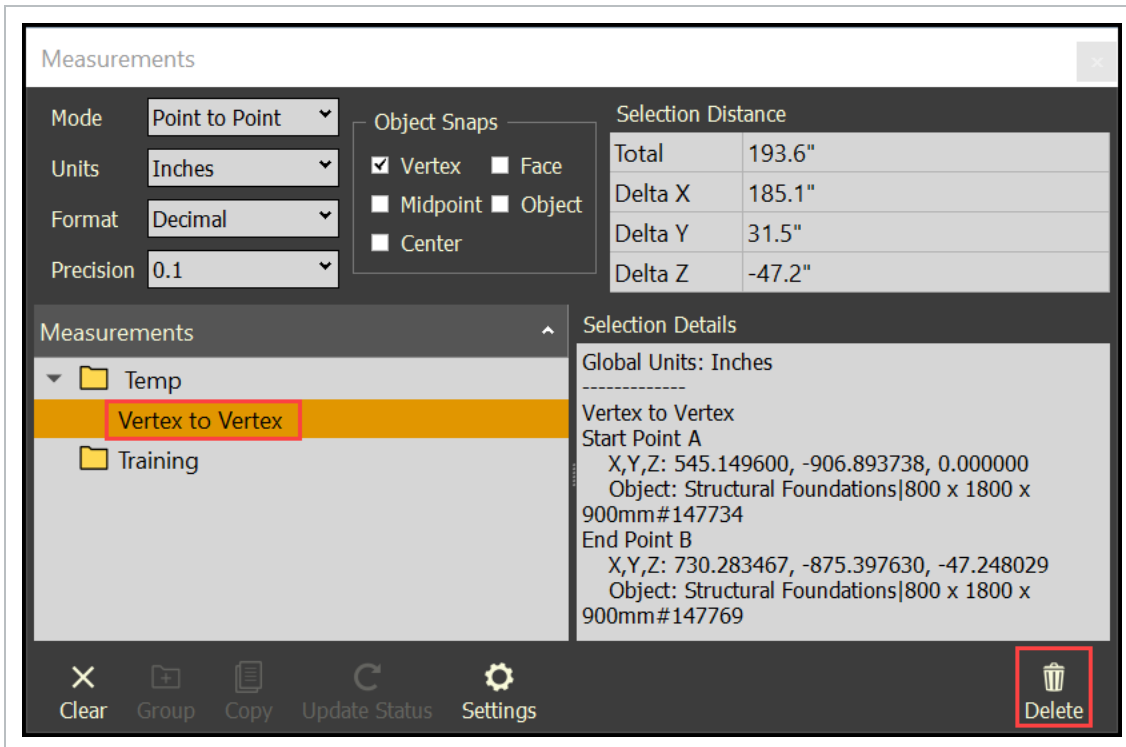 Measurements
Mode
Point to Point
Units
Inches
Format
Decimal
Precision
0.1
Object Snaps
Vertex
Face
Midpoint
Object
Center
Selection Distance
Total
193.6"
Delta X
185.1"
Delta Y
31.5"
Delta Z
-47.2"
Measurements
Temp
Vertex to Vertex
Training
Selection Details
Global Units: Inches
-------------
Vertex to Vertex
Start Point A
X,Y,Z: 545.149600, -906.893738, 0.000000
Object: Structural Foundations|800 x 1800 x
900mm#147734
End Point B
X,Y,Z: 730.283467, -875.397630, -47.248029
Object: Structural Foundations|800 x 1800 x
900mm#147769
Clear
Group
Copy
Update Status
Settings
Delete